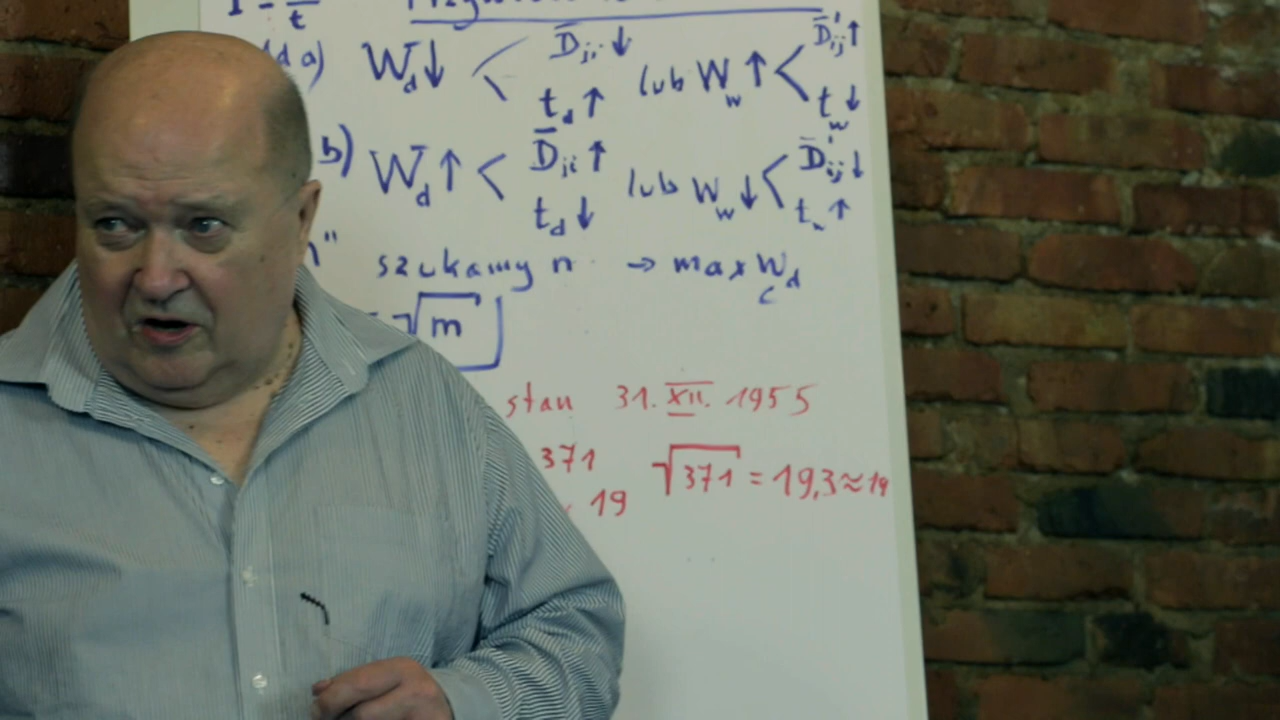 t
d a) W_d↓ < D̄_ji↓ t_d↑ lub W_w↑ < D̄'_ij↑ t_w↓
b) W_d↑ < D̄_ji↑ t_d↓ lub W_w↓ < D̄'_ij↓ t_w↑
n" szukamy n → max W_d c
√m
stan 31. XII. 1955
371 √371 = 19,3 ≈ 19
19